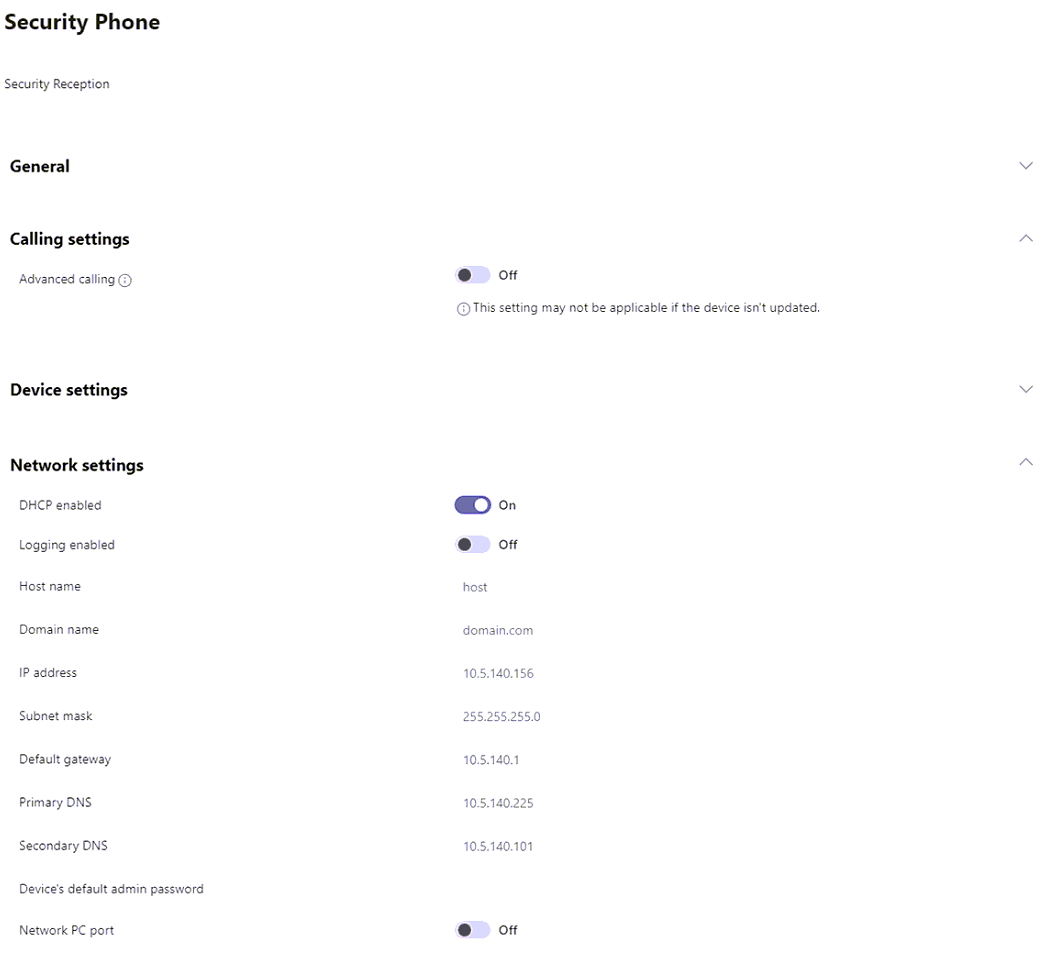 Security Phone
Security Reception
General
Calling settings
Advanced calling
Off
This setting may not be applicable if the device isn't updated.
Device settings
Network settings
DHCP enabled
On
Logging enabled
Off
Host name
host
Domain name
domain.com
IP address
10.5.140.156
Subnet mask
255.255.255.0
Default gateway
10.5.140.1
Primary DNS
10.5.140.225
Secondary DNS
10.5.140.101
Device's default admin password
Network PC port
Off